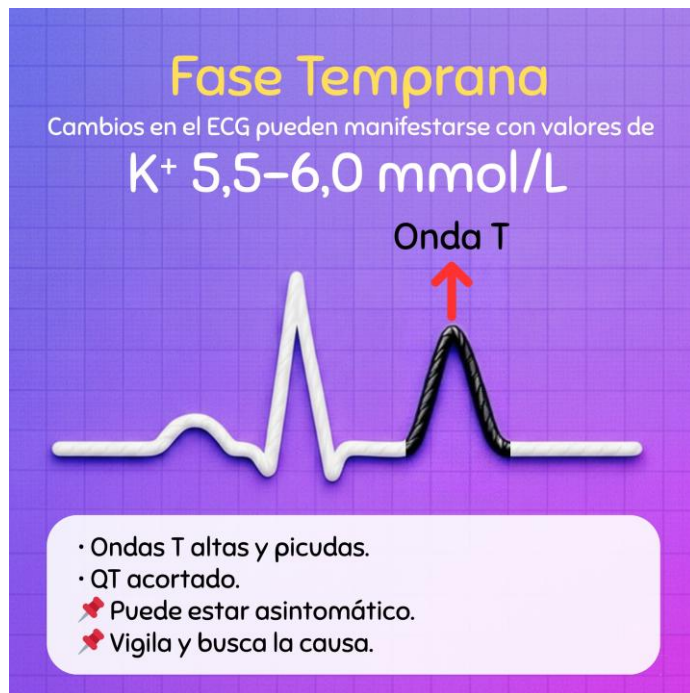 Fase Temprana
Cambios en el ECG pueden manifestarse con valores de
K⁺ 5,5–6,0 mmol/L
Onda T
· Ondas T altas y picudas.
· QT acortado.
📌 Puede estar asintomático.
📌 Vigila y busca la causa.